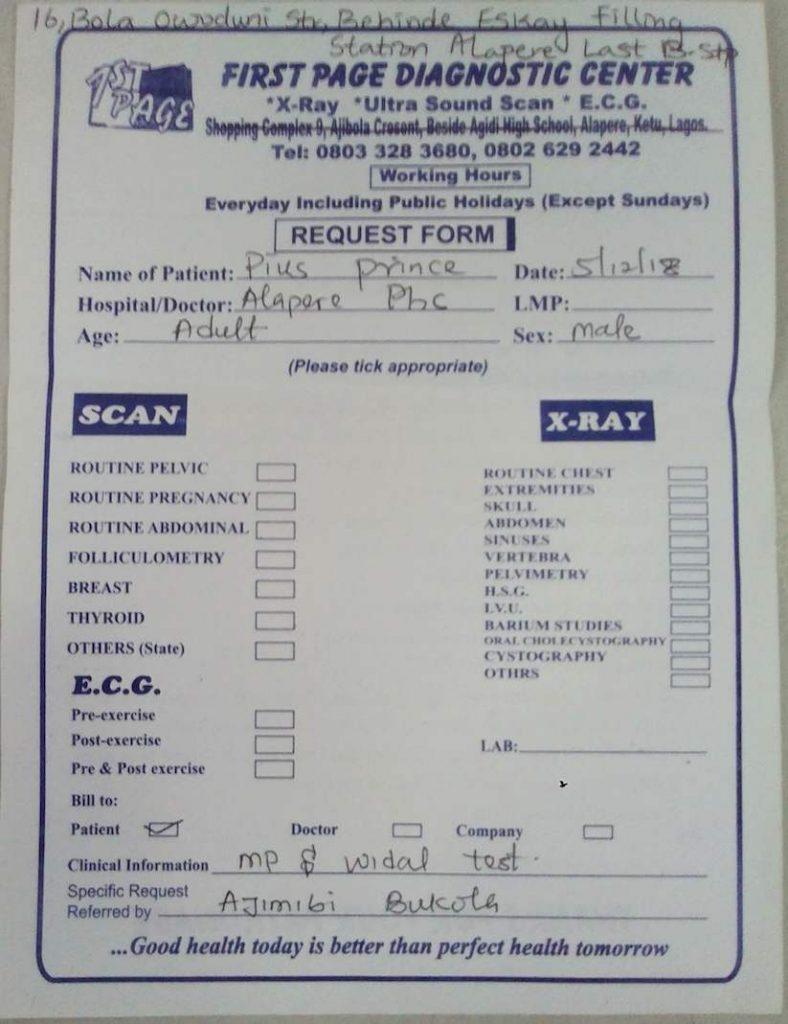 16, Bola Owoduni Str, Behinde Eskay Filling
Station Alapere Last B-Stp
1ST PAGE
FIRST PAGE DIAGNOSTIC CENTER
*X-Ray *Ultra Sound Scan * E.C.G.
Shopping Complex 9, Ajibola Cresent, Beside Agidi High School, Alapere, Ketu, Lagos.
Tel: 0803 328 3680, 0802 629 2442
Working Hours
Everyday Including Public Holidays (Except Sundays)
REQUEST FORM
Name of Patient: Pius prince Date: 5/12/18
Hospital/Doctor: Alapere Phc LMP:
Age: Adult Sex: male
(Please tick appropriate)
SCAN
ROUTINE PELVIC
ROUTINE PREGNANCY
ROUTINE ABDOMINAL
FOLLICULOMETRY
BREAST
THYROID
OTHERS (State)
E.C.G.
Pre-exercise
Post-exercise
Pre & Post exercise
X-RAY
ROUTINE CHEST
EXTREMITIES
SKULL
ABDOMEN
SINUSES
VERTEBRA
PELVIMETRY
H.S.G.
I.V.U.
BARIUM STUDIES
ORAL CHOLECYSTOGRAPHY
CYSTOGRAPHY
OTHRS
LAB:
Bill to:
Patient Doctor Company
Clinical Information MP & widal test.
Specific Request
Referred by AJimibi Bukola
...Good health today is better than perfect health tomorrow